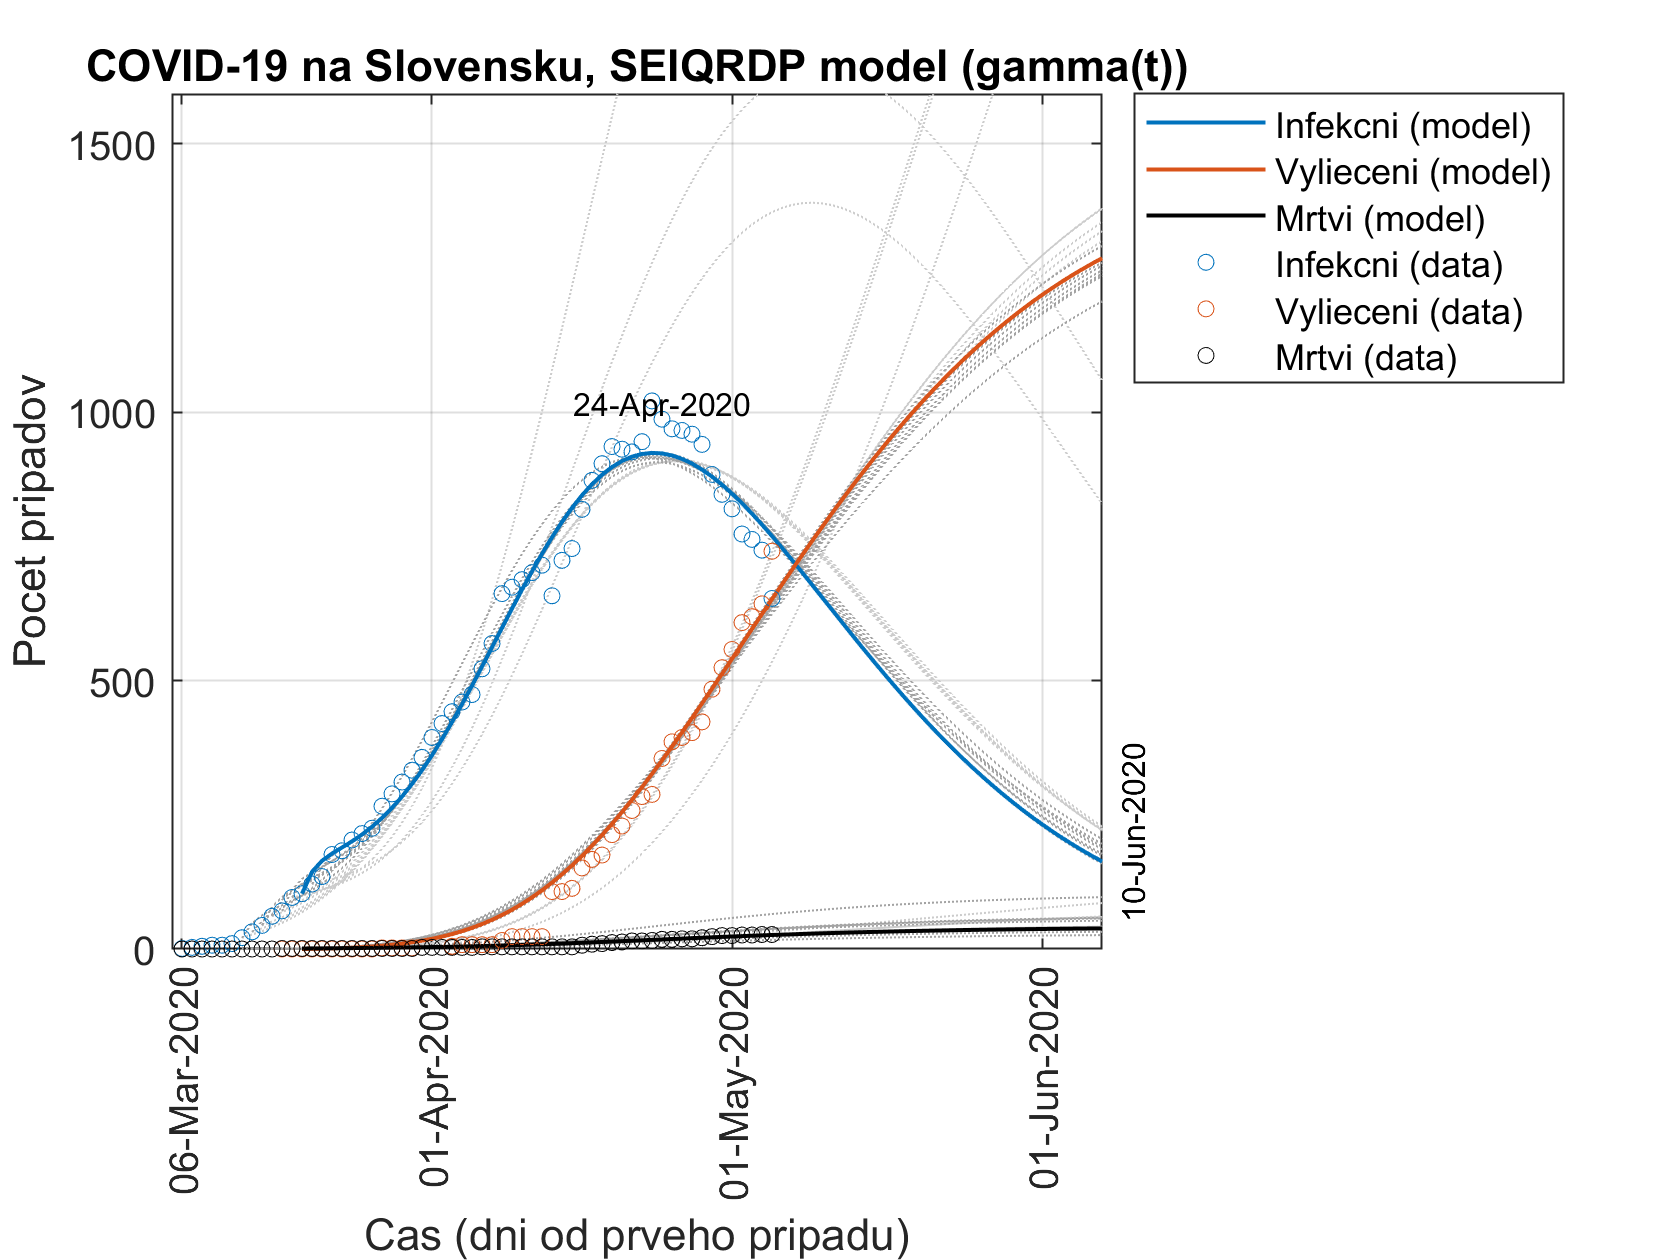 COVID-19 na Slovensku, SEIQRDP model (gamma(t))
Infekcni (model)
Vylieceni (model)
Mrtvi (model)
Infekcni (data)
Vylieceni (data)
Mrtvi (data)
Pocet pripadov
1500
1000
500
0
24-Apr-2020
10-Jun-2020
06-Mar-2020
01-Apr-2020
01-May-2020
01-Jun-2020
Cas (dni od prveho pripadu)